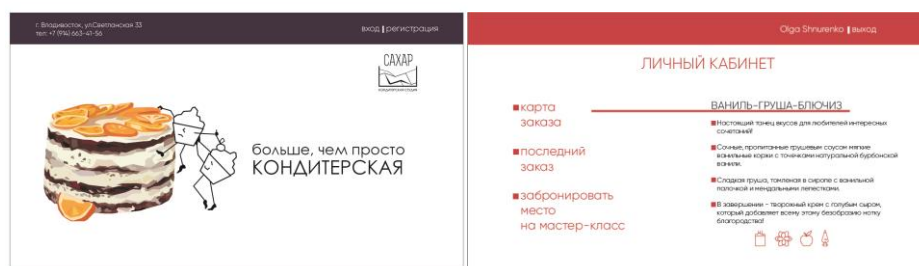 г. Владивосток, ул.Светланская 33
тел: +7 (914) 663-41-56
вход | регистрация
САХАР
КОНДИТЕРСКАЯ СТУДИЯ
больше, чем просто
КОНДИТЕРСКАЯ
Olga Shnurenko | выход
ЛИЧНЫЙ КАБИНЕТ
карта
заказа
последний
заказ
забронировать
место
на мастер-класс
ВАНИЛЬ-ГРУША-БЛЮЧИЗ
Настоящий танец вкусов для любителей интересных
сочетаний!
Сочные, пропитанные грушевым соусом мягкие
ванильные коржи с точечками натуральной бурбонской
ванили.
Сладкая груша, томленая в сиропе с ванильной
палочкой и мендальными лепестками.
В завершении - творожный крем с голубым сыром,
который добавляет всему этому безобразию нотку
благородства!